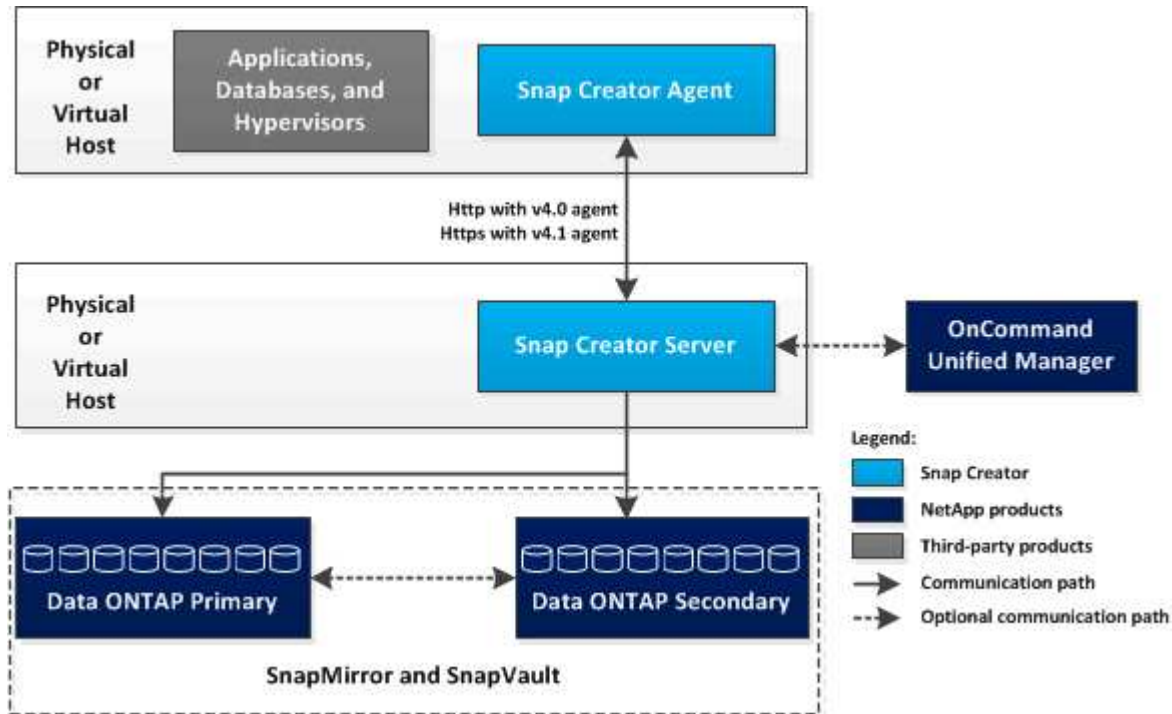 Physical
or
Virtual
Host
Applications,
Databases, and
Hypervisors
Snap Creator Agent
Http with v4.0 agent
Https with v4.1 agent
Physical
or
Virtual
Host
Snap Creator Server
OnCommand
Unified Manager
Legend:
Snap Creator
NetApp products
Third-party products
Communication path
Optional communication path
Data ONTAP Primary
Data ONTAP Secondary
SnapMirror and SnapVault